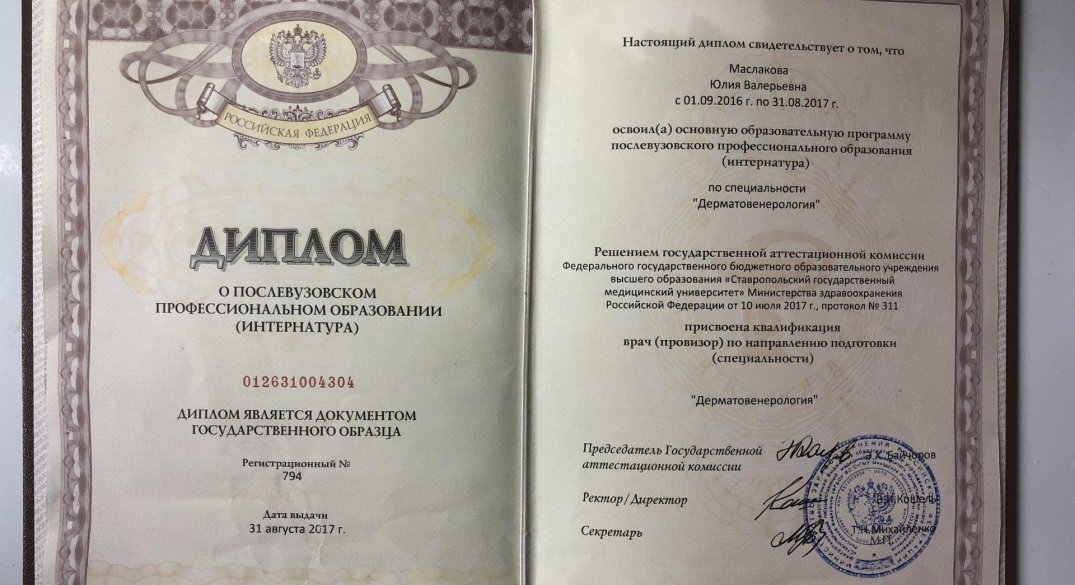 РОССИЙСКАЯ ФЕДЕРАЦИЯ
ДИПЛОМ
О ПОСЛЕВУЗОВСКОМ
ПРОФЕССИОНАЛЬНОМ ОБРАЗОВАНИИ
(ИНТЕРНАТУРА)
012631004304
ДИПЛОМ ЯВЛЯЕТСЯ ДОКУМЕНТОМ
ГОСУДАРСТВЕННОГО ОБРАЗЦА
Регистрационный №
794
Дата выдачи
31 августа 2017 г.
Настоящий диплом свидетельствует о том, что
Маслакова
Юлия Валерьевна
с 01.09.2016 г. по 31.08.2017 г.
освоил(а) основную образовательную программу
послевузовского профессионального образования
(интернатура)
по специальности
"Дерматовенерология"
Решением государственной аттестационной комиссии
Федерального государственного бюджетного образовательного учреждения
высшего образования «Ставропольский государственный
медицинский университет» Министерства здравоохранения
Российской Федерации от 10 июля 2017 г., протокол № 311
присвоена квалификация
врач (провизор) по направлению подготовки
(специальности)
"Дерматовенерология"
Председатель Государственной
аттестационной комиссии
Э.Х. Байчоров
Ректор/Директор
В.И.Кошель
Секретарь
Т.Н.Михайленко
М.П.